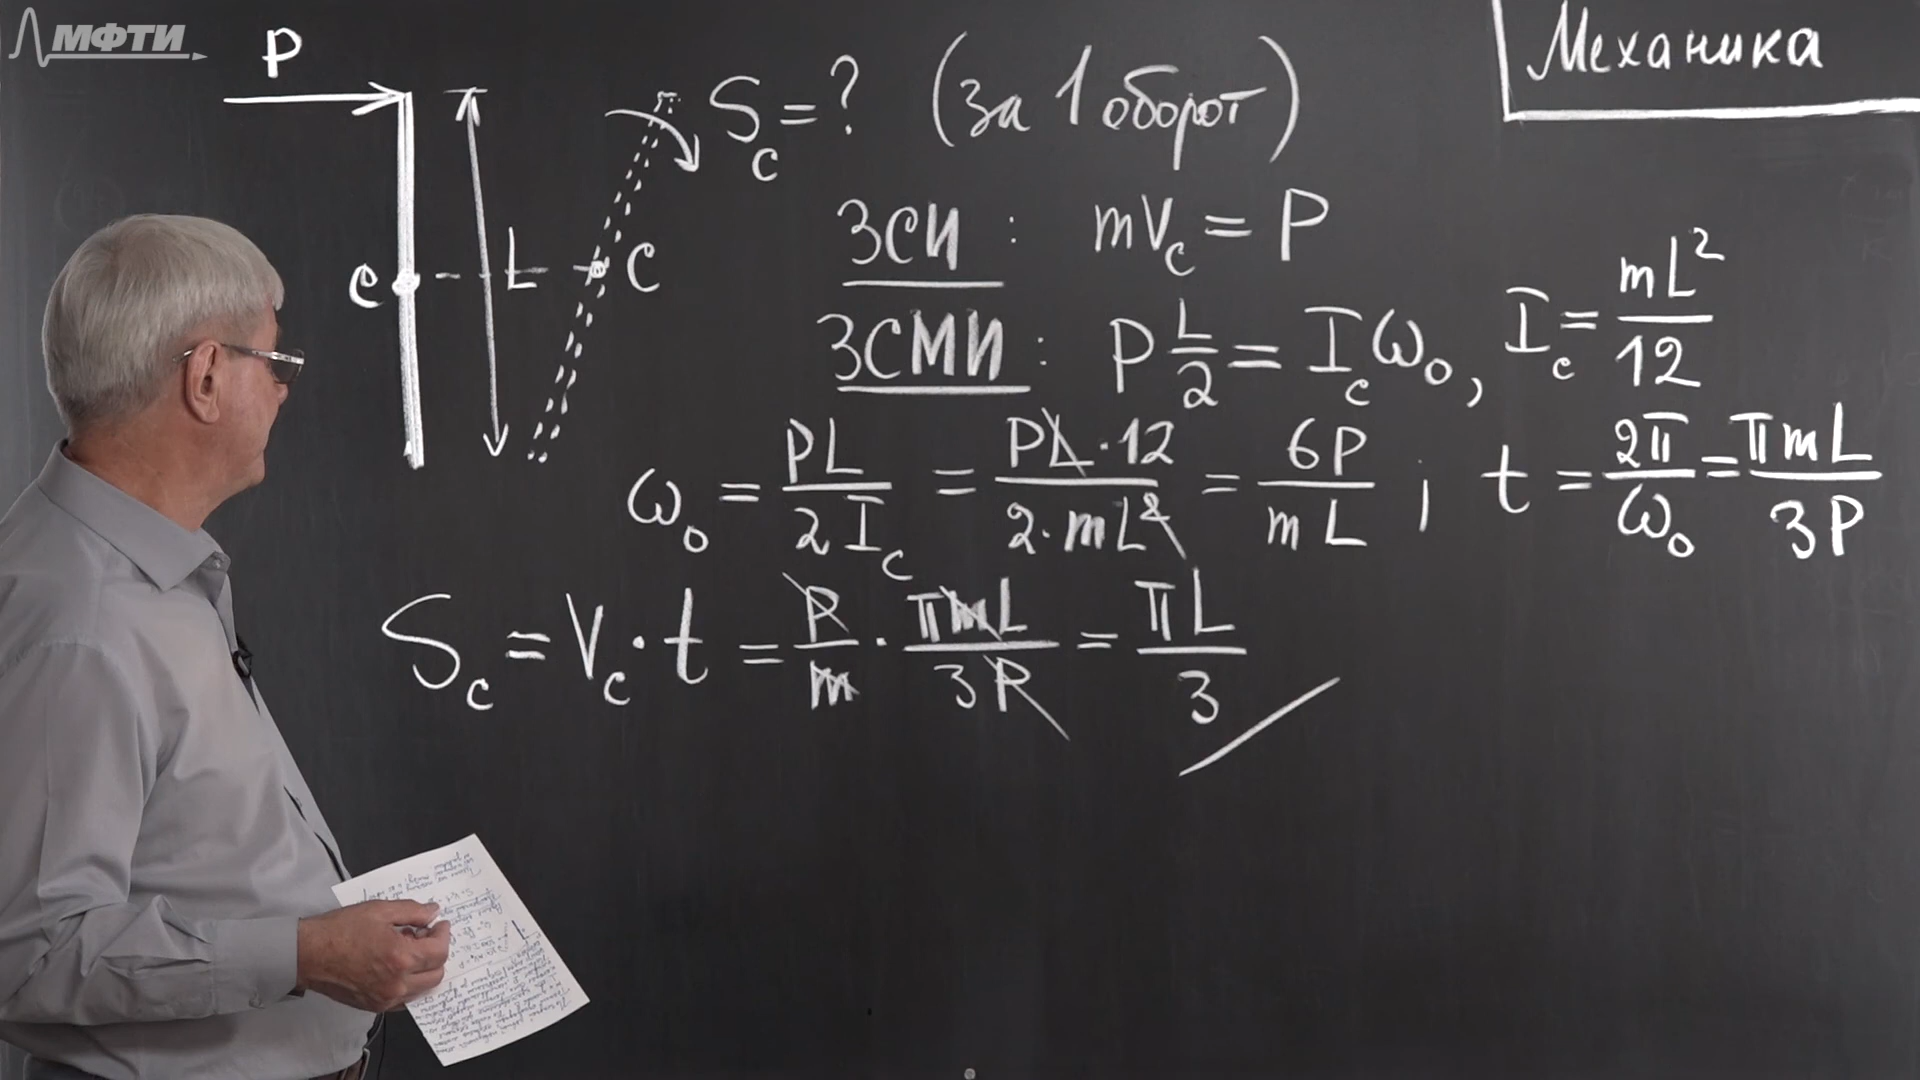 МФТИ
Механика
P
S_c = ? (за 1 оборот)
L
C C
ЗСИ : mV_c = P
ЗСМИ : P L/2 = I_c ω_0, I_c = mL²/12
ω_0 = PL/2I_c = PL·12/2·mL² = 6P/mL ; t = 2π/ω_0 = πmL/3P
S_c = V_c · t = P/m · πmL/3P = πL/3